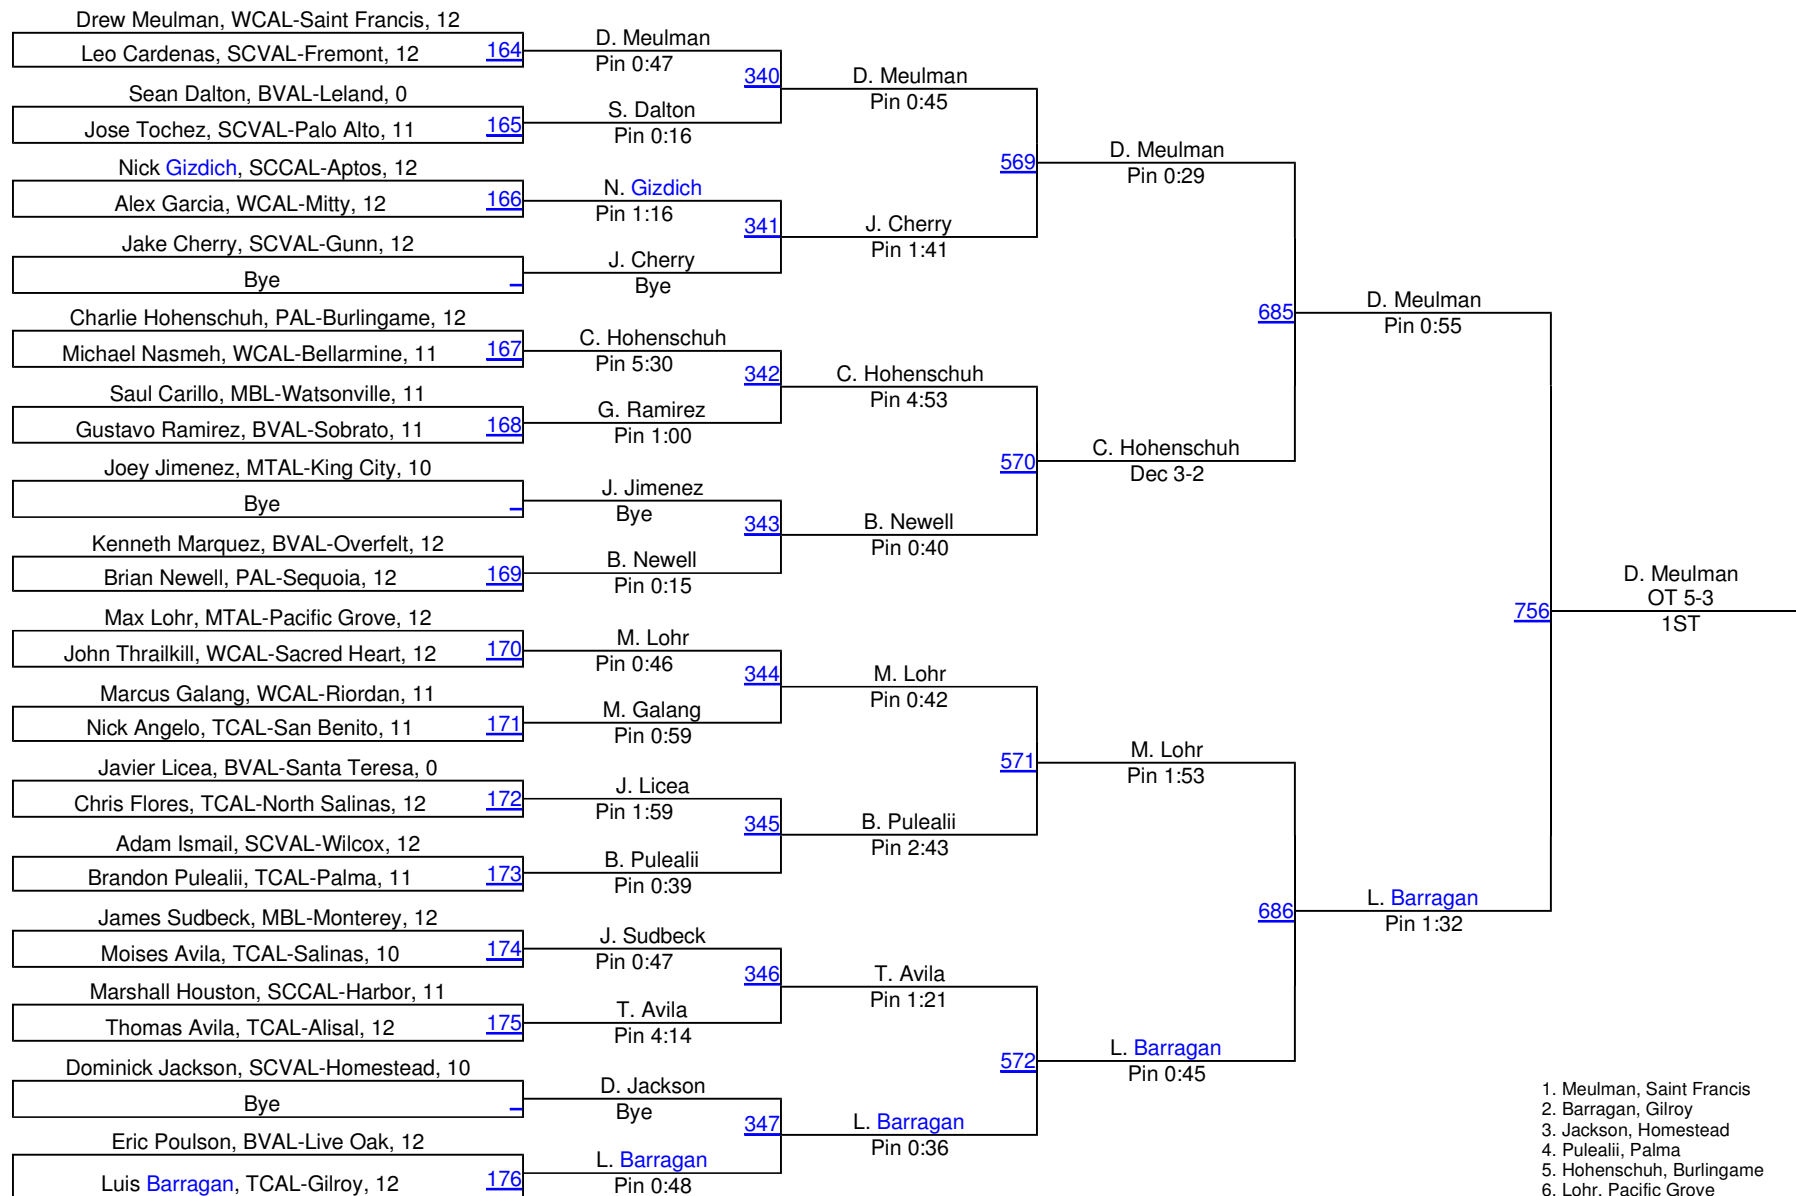 Drew Meulman, WCAL-Saint Francis, 12
Leo Cardenas, SCVAL-Fremont, 12
164
Sean Dalton, BVAL-Leland, 0
Jose Tochez, SCVAL-Palo Alto, 11
165
Nick Gizdich, SCCAL-Aptos, 12
Alex Garcia, WCAL-Mitty, 12
166
Jake Cherry, SCVAL-Gunn, 12
Bye
Charlie Hohenschuh, PAL-Burlingame, 12
Michael Nasmeh, WCAL-Bellarmine, 11
167
Saul Carillo, MBL-Watsonville, 11
Gustavo Ramirez, BVAL-Sobrato, 11
168
Joey Jimenez, MTAL-King City, 10
Bye
Kenneth Marquez, BVAL-Overfelt, 12
Brian Newell, PAL-Sequoia, 12
169
Max Lohr, MTAL-Pacific Grove, 12
John Thrailkill, WCAL-Sacred Heart, 12
170
Marcus Galang, WCAL-Riordan, 11
Nick Angelo, TCAL-San Benito, 11
171
Javier Licea, BVAL-Santa Teresa, 0
Chris Flores, TCAL-North Salinas, 12
172
Adam Ismail, SCVAL-Wilcox, 12
Brandon Pulealii, TCAL-Palma, 11
173
James Sudbeck, MBL-Monterey, 12
Moises Avila, TCAL-Salinas, 10
174
Marshall Houston, SCCAL-Harbor, 11
Thomas Avila, TCAL-Alisal, 12
175
Dominick Jackson, SCVAL-Homestead, 10
Bye
Eric Poulson, BVAL-Live Oak, 12
Luis Barragan, TCAL-Gilroy, 12
176
D. Meulman
Pin 0:47
340
S. Dalton
Pin 0:16
N. Gizdich
Pin 1:16
341
J. Cherry
Bye
C. Hohenschuh
Pin 5:30
342
G. Ramirez
Pin 1:00
J. Jimenez
Bye
343
B. Newell
Pin 0:15
M. Lohr
Pin 0:46
344
M. Galang
Pin 0:59
J. Licea
Pin 1:59
345
B. Pulealii
Pin 0:39
J. Sudbeck
Pin 0:47
346
T. Avila
Pin 4:14
D. Jackson
Bye
347
L. Barragan
Pin 0:48
D. Meulman
Pin 0:45
569
J. Cherry
Pin 1:41
C. Hohenschuh
Pin 4:53
570
B. Newell
Pin 0:40
M. Lohr
Pin 0:42
571
B. Pulealii
Pin 2:43
T. Avila
Pin 1:21
572
L. Barragan
Pin 0:36
D. Meulman
Pin 0:29
685
C. Hohenschuh
Dec 3-2
M. Lohr
Pin 1:53
686
L. Barragan
Pin 0:45
D. Meulman
Pin 0:55
756
L. Barragan
Pin 1:32
D. Meulman
OT 5-3
1ST
1. Meulman, Saint Francis
2. Barragan, Gilroy
3. Jackson, Homestead
4. Pulealii, Palma
5. Hohenschuh, Burlingame
6. Lohr, Pacific Grove